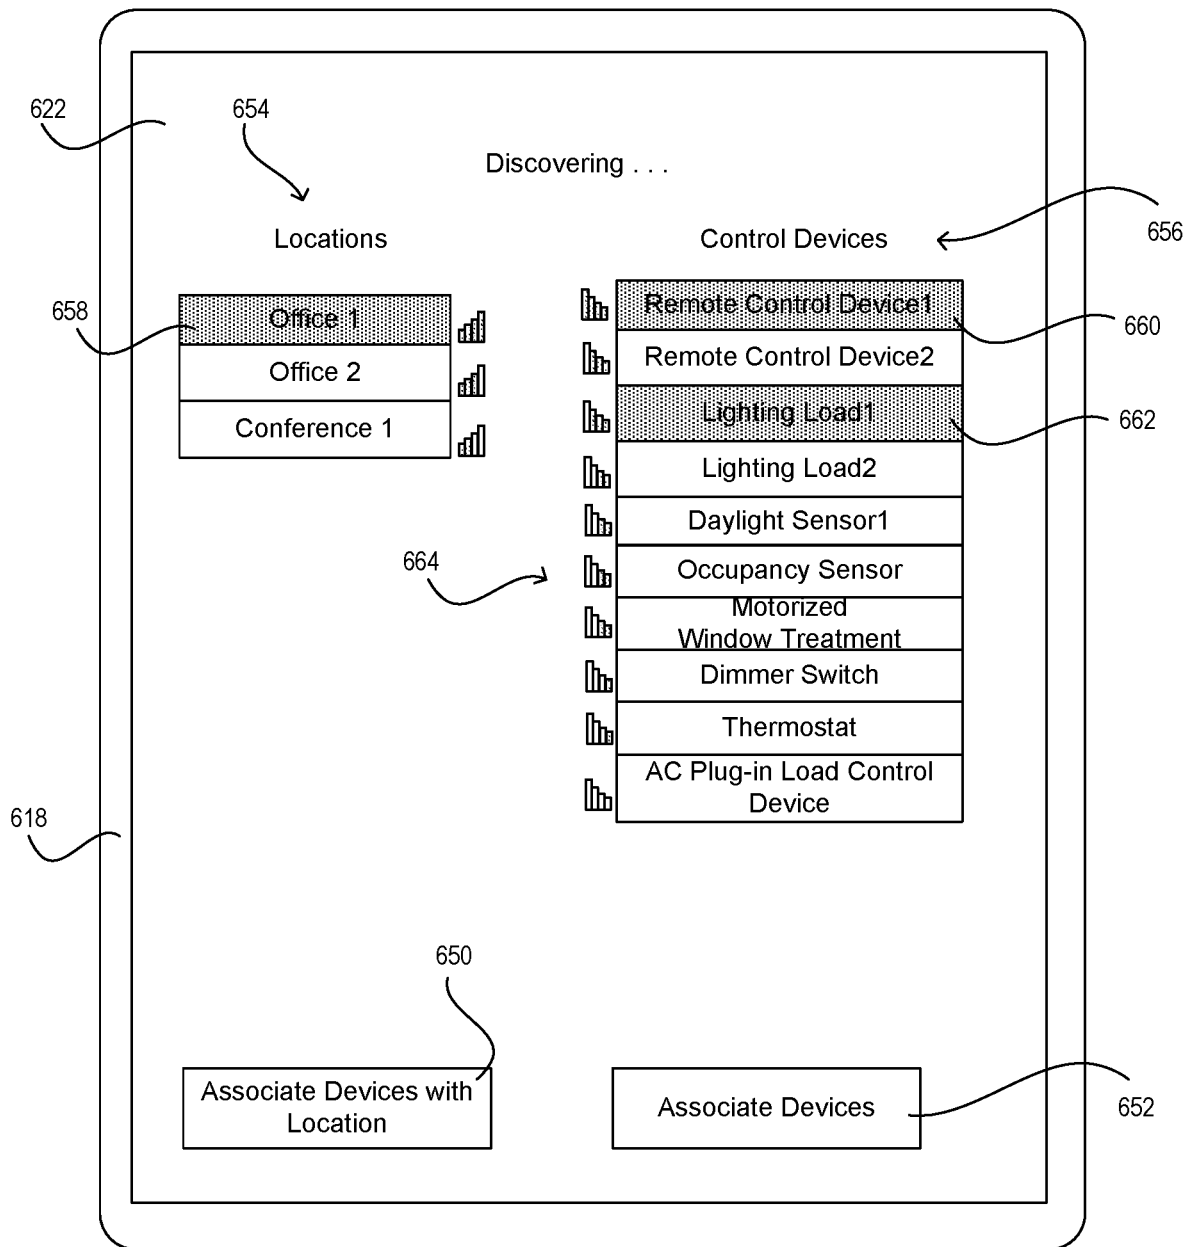 622
654
Discovering . . .
Locations
Control Devices
656
658
Office 1
Office 2
Conference 1
Remote Control Device1
660
Remote Control Device2
Lighting Load1
662
Lighting Load2
Daylight Sensor1
664
Occupancy Sensor
Motorized
Window Treatment
Dimmer Switch
Thermostat
AC Plug-in Load Control
Device
618
650
Associate Devices with
Location
Associate Devices
652